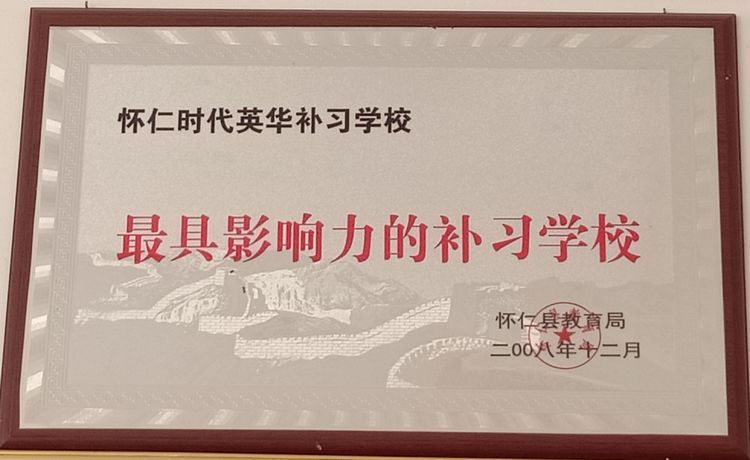 怀仁时代英华补习学校
最具影响力的补习学校
怀仁县教育局
二00八年十二月